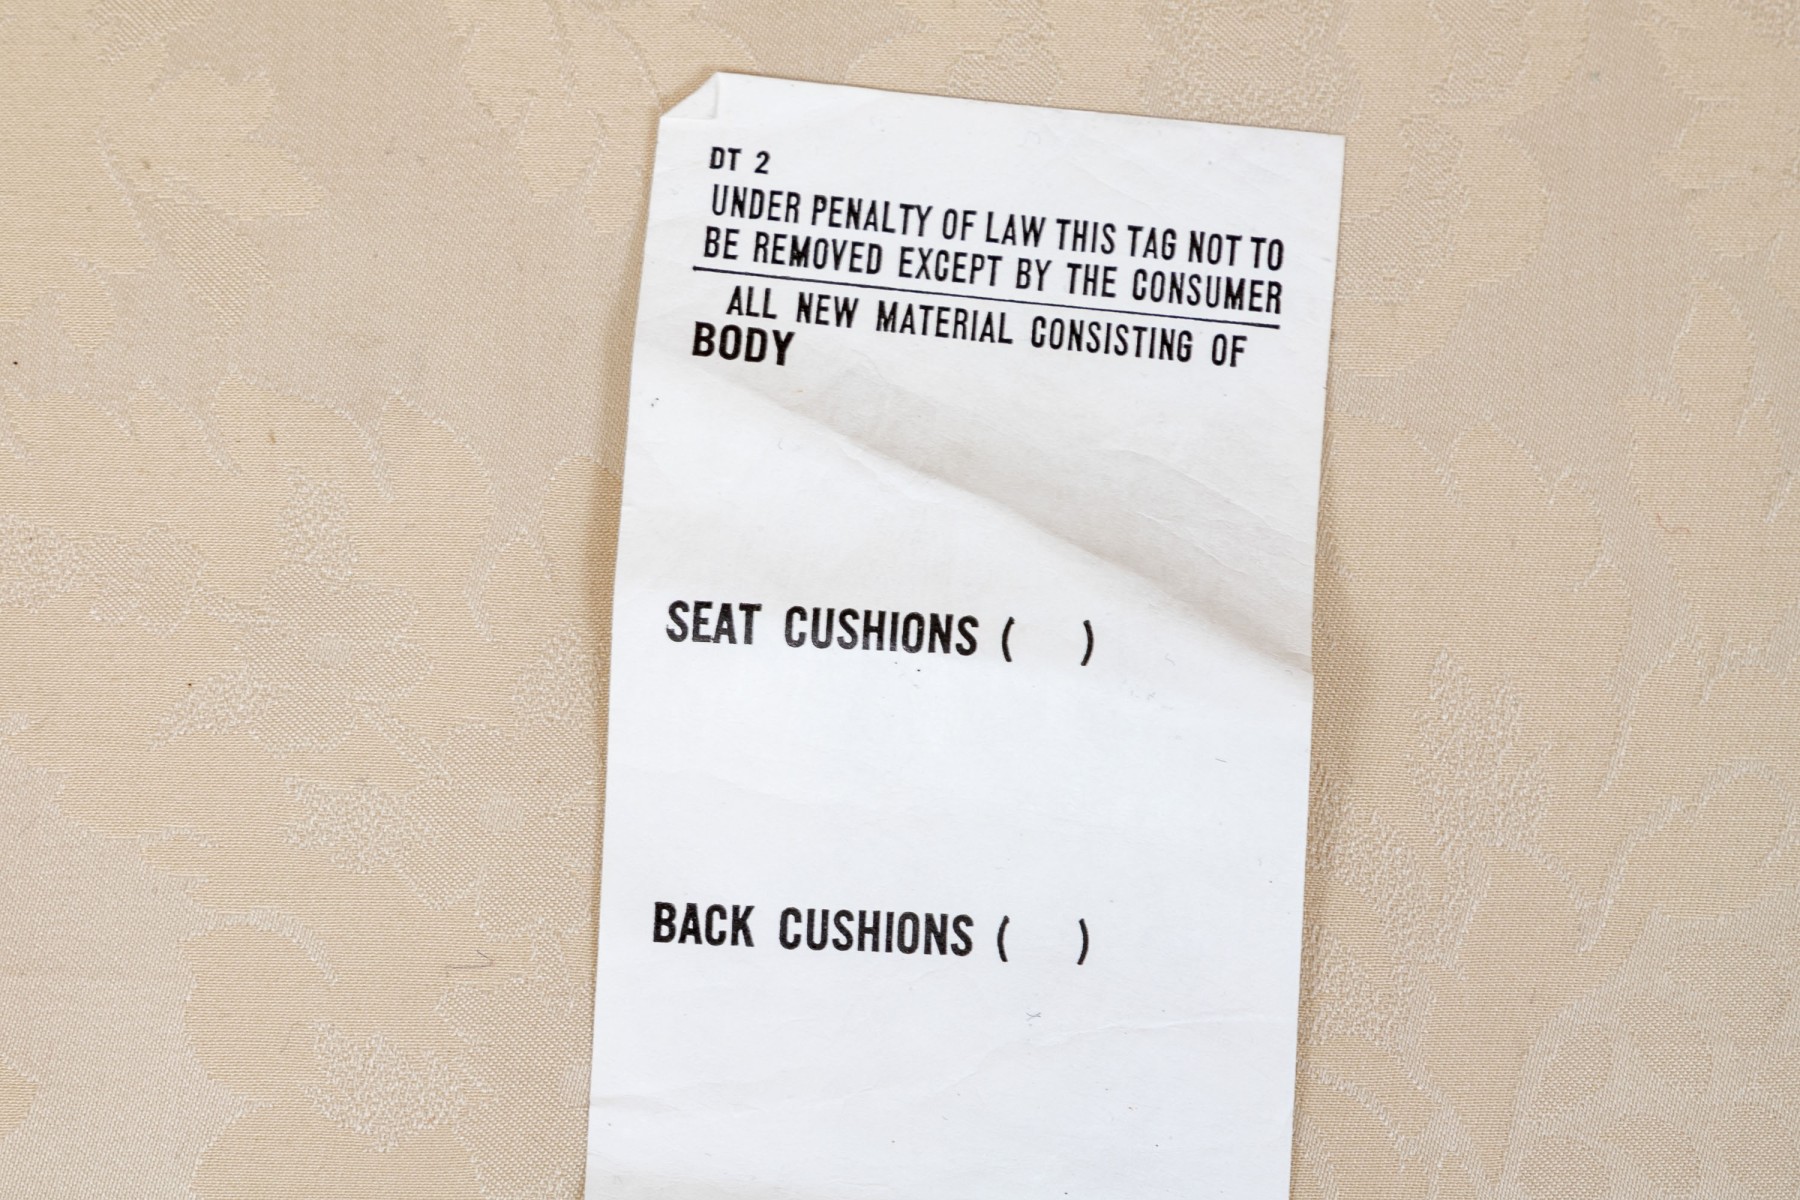 DT 2
UNDER PENALTY OF LAW THIS TAG NOT TO
BE REMOVED EXCEPT BY THE CONSUMER
ALL NEW MATERIAL CONSISTING OF
BODY
SEAT CUSHIONS (  )
BACK CUSHIONS (  )